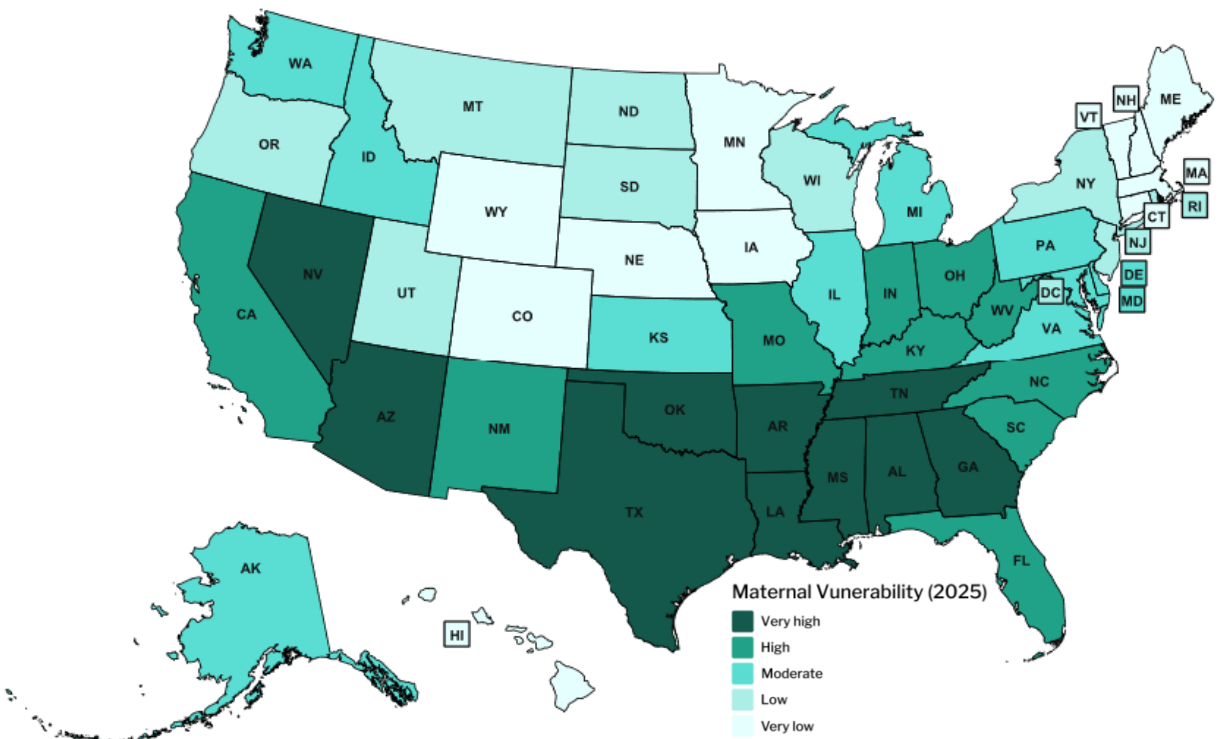 WA
MT
ND
MN
OR
ID
SD
WI
WY
MI
NY
VT
NH
ME
MA
RI
CT
NJ
PA
IA
NE
NV
UT
CO
CA
IL
IN
OH
DE
MD
DC
WV
VA
KS
MO
KY
NC
TN
SC
AZ
NM
OK
AR
MS
AL
GA
TX
LA
FL
AK
HI
Maternal Vunerability (2025)
Very high
High
Moderate
Low
Very low